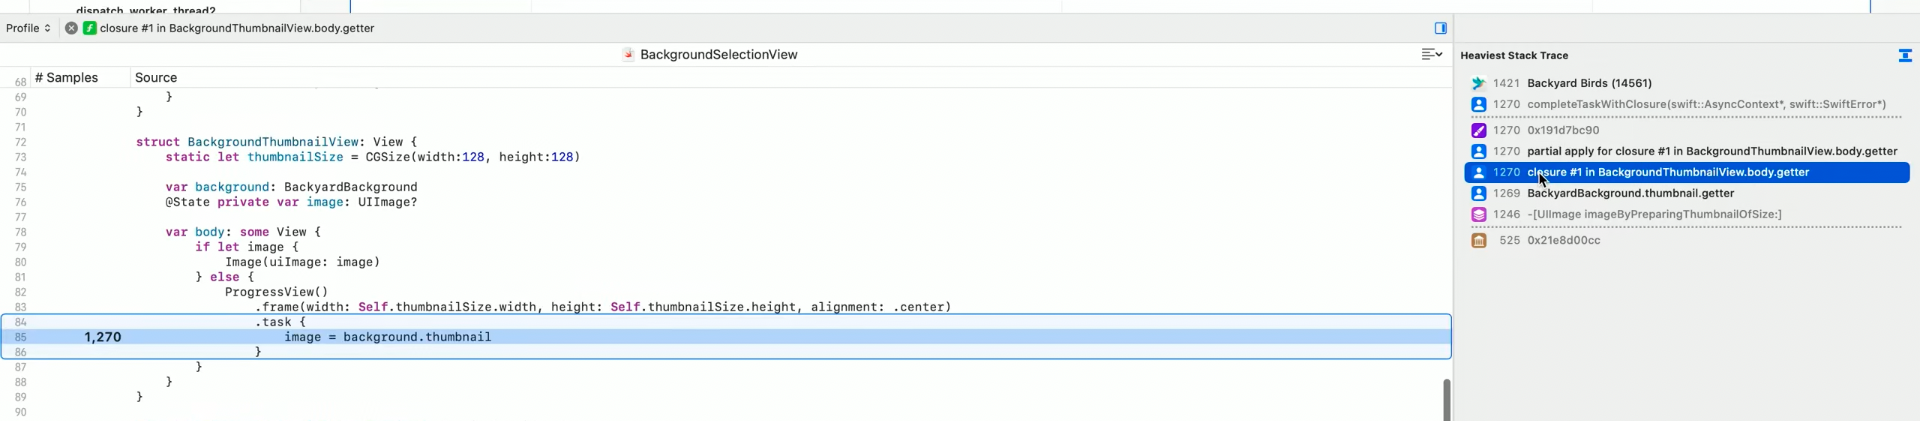 dispatch_worker_thread2
Profile
closure #1 in BackgroundThumbnailView.body.getter
BackgroundSelectionView
# Samples Source
68
69 }
70 }
71
72 struct BackgroundThumbnailView: View {
73 static let thumbnailSize = CGSize(width:128, height:128)
74
75 var background: BackyardBackground
76 @State private var image: UIImage?
77
78 var body: some View {
79 if let image {
80 Image(uiImage: image)
81 } else {
82 ProgressView()
83 .frame(width: Self.thumbnailSize.width, height: Self.thumbnailSize.height, alignment: .center)
84 .task {
85 1,270 image = background.thumbnail
86 }
87 }
88 }
89 }
90
Heaviest Stack Trace
1421 Backyard Birds (14561)
1270 completeTaskWithClosure(swift::AsyncContext*, swift::SwiftError*)
1270 0x191d7bc90
1270 partial apply for closure #1 in BackgroundThumbnailView.body.getter
1270 closure #1 in BackgroundThumbnailView.body.getter
1269 BackyardBackground.thumbnail.getter
1246 -[UIImage imageByPreparingThumbnailOfSize:]
525 0x21e8d00cc